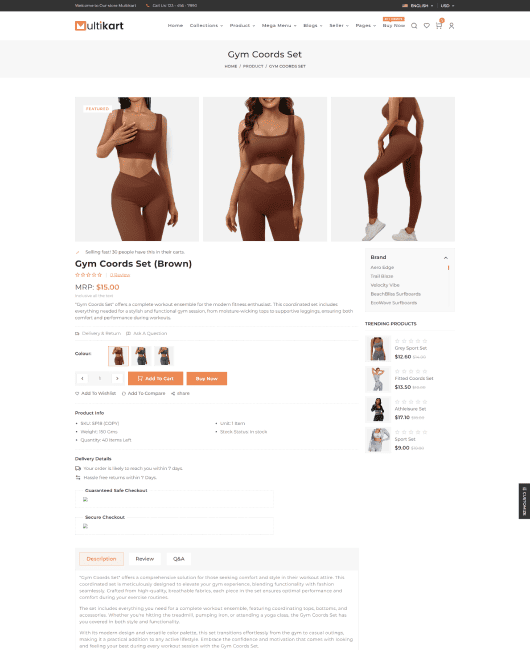 Welcome to Our store Multikart
Call Us: 123 - 456 - 7890
ENGLISH
USD
Multikart
Home
Collections
Product
Mega Menu
Blogs
Seller
Pages
Buy Now
Gym Coords Set
HOME / PRODUCT / GYM COORDS SET
FEATURED
Selling fast! 30 people have this in their carts.
Gym Coords Set (Brown)
0 Review
MRP: $15.00
Inclusive all the text
"Gym Coords Set" offers a complete workout ensemble for the modern fitness enthusiast. This coordinated set includes
everything needed for a stylish and functional gym session, from moisture-wicking tops to supportive leggings, ensuring both
comfort and performance during workouts.
Delivery & Return
Ask A Question
Colour:
1
Add To Cart
Buy Now
Add To Wishlist
Add To Compare
Share
Product Info
SKU: SP18 (COPY)
Unit: 1 Item
Weight: 130 Gms
Stock Status: In stock
Quantity: 40 Items Left
Delivery Details
Your order is likely to reach you within 7 days.
Hassle free returns within 7 Days.
Guaranteed Safe Checkout
Secure Checkout
Description
Review
Q&A
"Gym Coords Set" offers a comprehensive solution for those seeking comfort and style in their workout attire. This
coordinated set is meticulously designed to elevate your gym experience, blending functionality with fashion
seamlessly. Crafted from high-quality, breathable fabrics, each piece in the set ensures optimal performance and
comfort during your exercise routines.
The set includes everything you need for a complete workout ensemble, featuring coordinating tops, bottoms, and
accessories. Whether you're hitting the treadmill, pumping iron, or attending a yoga class, the Gym Coords Set has
you covered in both style and functionality.
With its modern design and versatile color palette, this set transitions effortlessly from the gym to casual outings,
making it a practical addition to any active lifestyle. Embrace the confidence and motivation that comes with looking
and feeling your best during every workout session with the Gym Coords Set.
Brand
Aero Edge
Trail Blaze
Velocity Vibe
BeachBliss Surfboards
EcoWave Surfboards
TRENDING PRODUCTS
Grey Sport Set
$12.60
Fitted Coords Set
$13.50
Athleisure Set
$17.10
Sport Set
$9.00
CUSTOMIZE